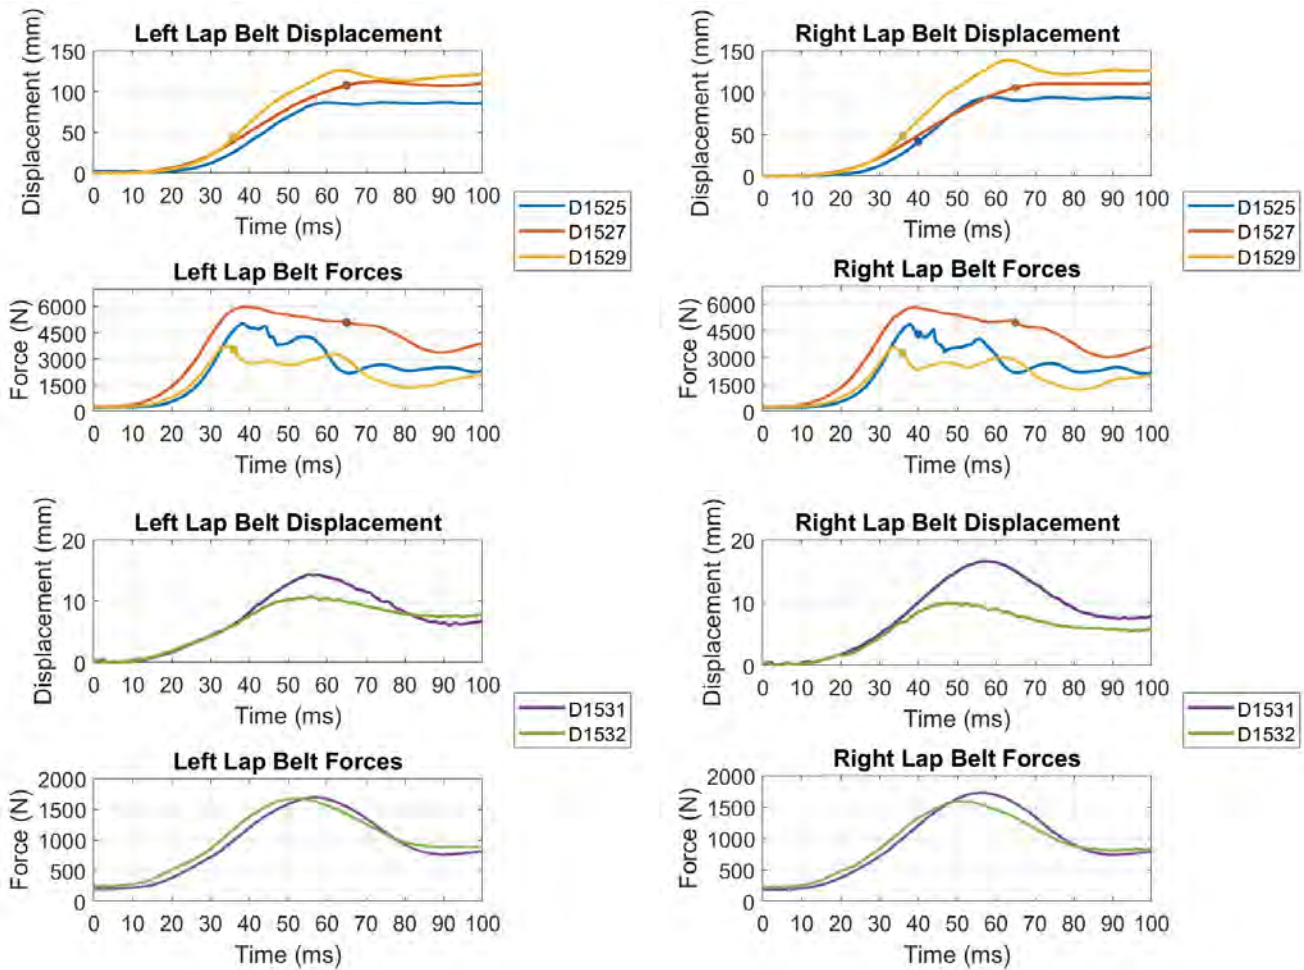 Left Lap Belt Displacement
Displacement (mm)
150
100
50
0
0 10 20 30 40 50 60 70 80 90 100
Time (ms)
Right Lap Belt Displacement
Displacement (mm)
150
100
50
0
0 10 20 30 40 50 60 70 80 90 100
Time (ms)
D1525
D1527
D1529
D1525
D1527
D1529
Left Lap Belt Forces
Force (N)
6000
4500
3000
1500
0
0 10 20 30 40 50 60 70 80 90 100
Time (ms)
Right Lap Belt Forces
Force (N)
6000
4500
3000
1500
0
0 10 20 30 40 50 60 70 80 90 100
Time (ms)
Left Lap Belt Displacement
Displacement (mm)
20
10
0
0 10 20 30 40 50 60 70 80 90 100
Time (ms)
Right Lap Belt Displacement
Displacement (mm)
20
10
0
0 10 20 30 40 50 60 70 80 90 100
Time (ms)
D1531
D1532
D1531
D1532
Left Lap Belt Forces
Force (N)
2000
1500
1000
500
0
0 10 20 30 40 50 60 70 80 90 100
Time (ms)
Right Lap Belt Forces
Force (N)
2000
1500
1000
500
0
0 10 20 30 40 50 60 70 80 90 100
Time (ms)